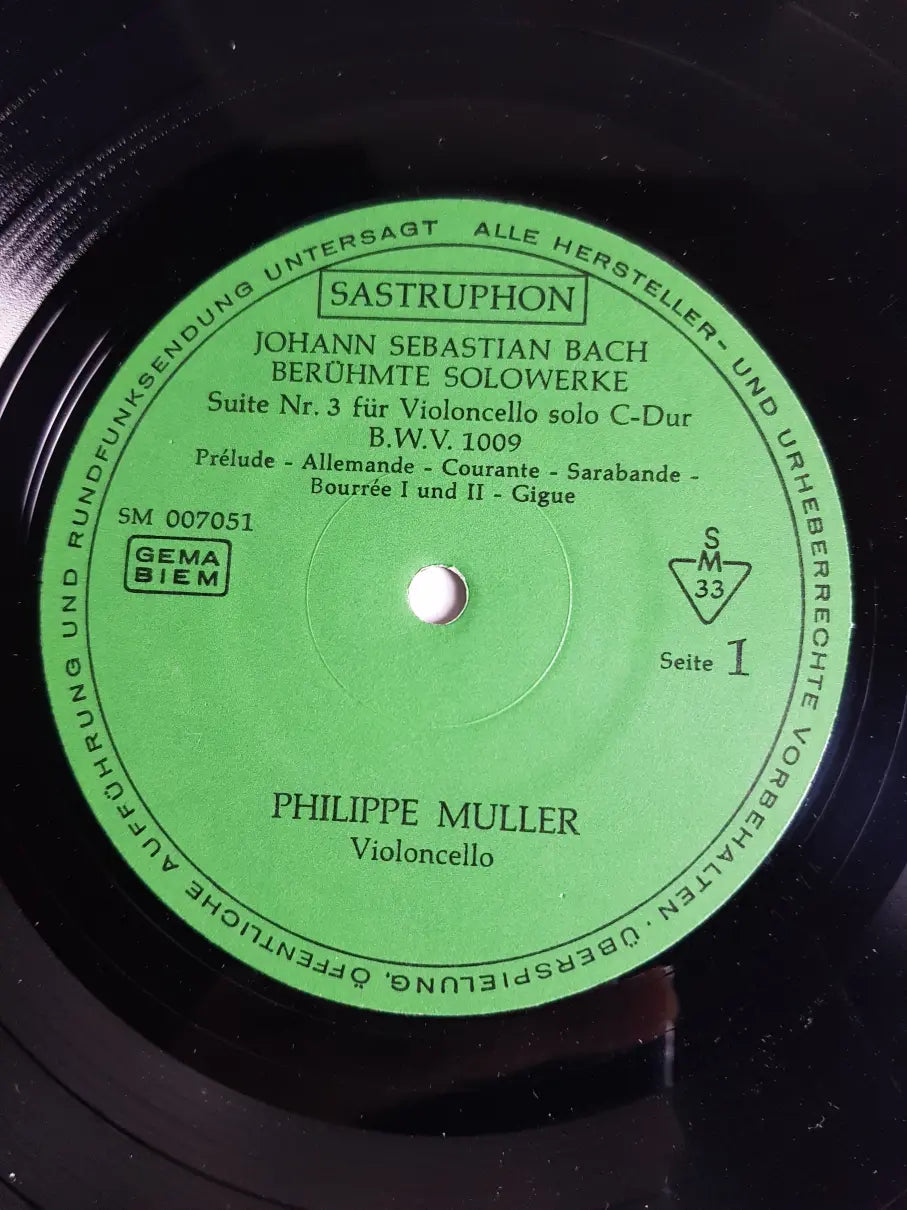 ALLE HERSTELLER- UND URHEBERRECHTE VORBEHALTEN · ÜBERSPIELUNG, ÖFFENTLICHE AUFFÜHRUNG UND RUNDFUNKSENDUNG UNTERSAGT
SASTRUPHON
JOHANN SEBASTIAN BACH
BERÜHMTE SOLOWERKE
Suite Nr. 3 für Violoncello solo C-Dur
B.W.V. 1009
Prélude - Allemande - Courante - Sarabande -
Bourrée I und II - Gigue
SM 007051
GEMA
BIEM
S
M
33
Seite 1
PHILIPPE MULLER
Violoncello